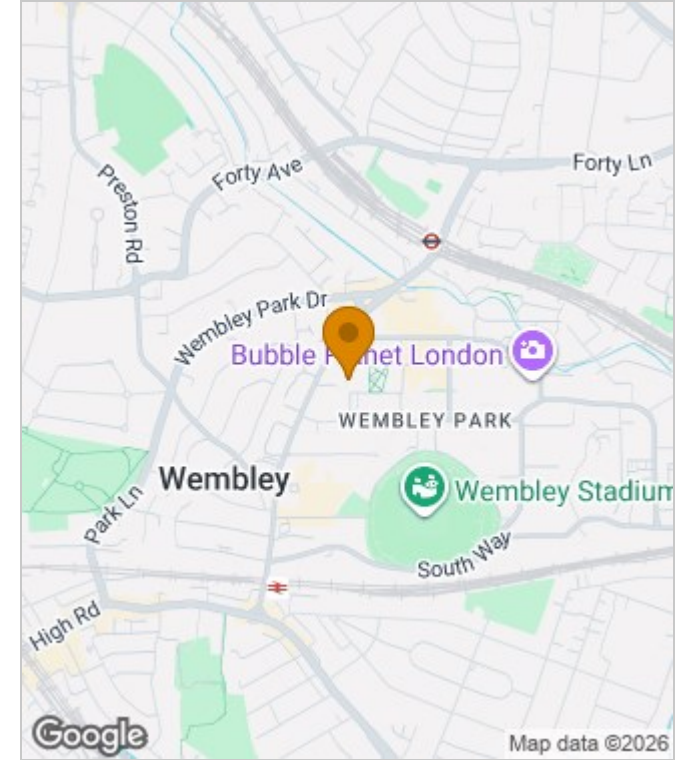 Forty Ln
Forty Ave
Preston Rd
Wembley Park Dr
Bubble Planet London
WEMBLEY PARK
Wembley
Wembley Stadium
Park Ln
South Way
High Rd
Google
Map data ©2026